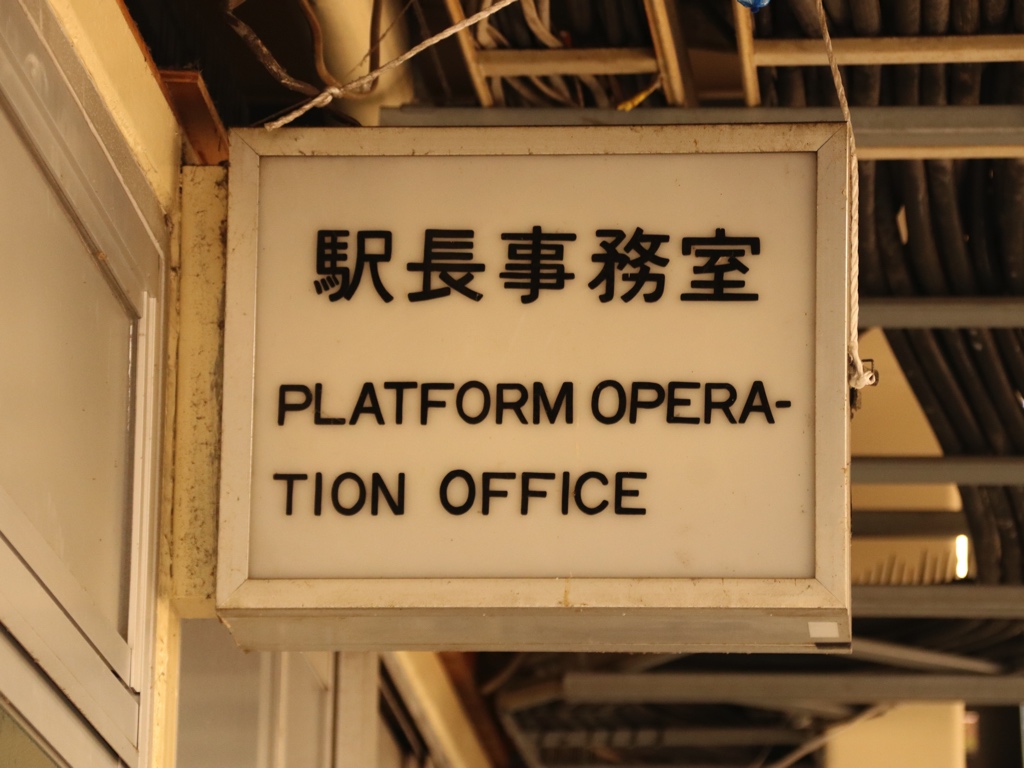 駅長事務室
PLATFORM OPERA-
TION OFFICE